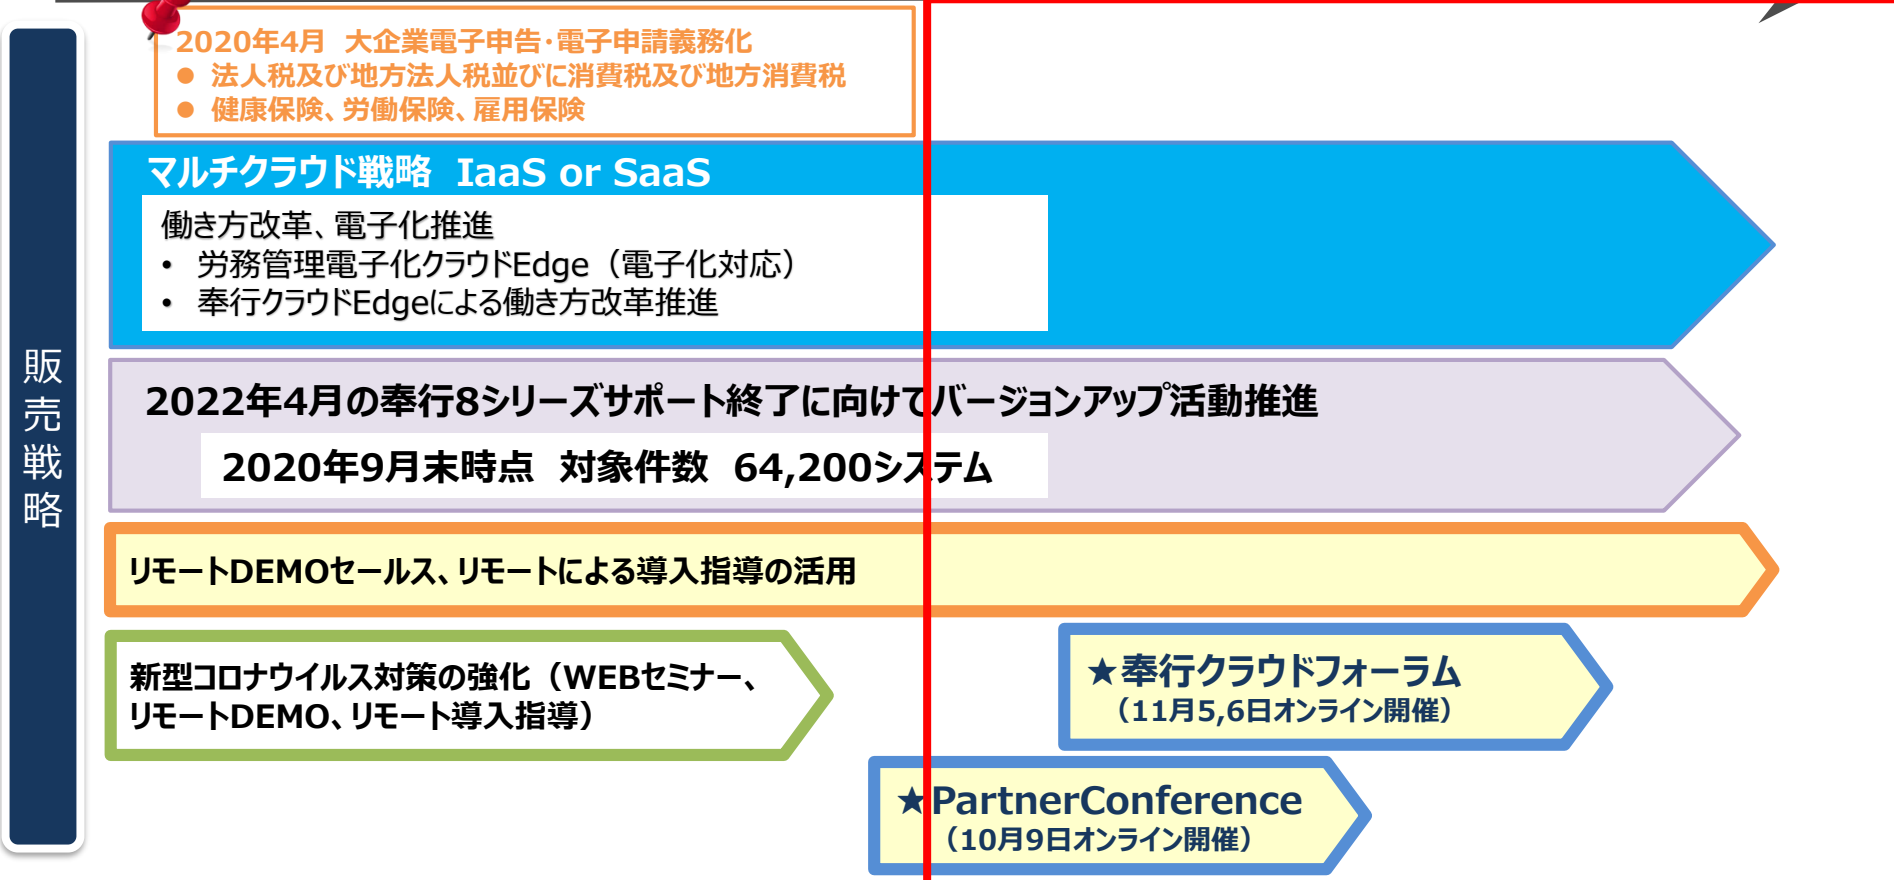 2020年4月 大企業電子申告・電子申請義務化
● 法人税及び地方法人税並びに消費税及び地方消費税
● 健康保険、労働保険、雇用保険
マルチクラウド戦略 IaaS or SaaS
働き方改革、電子化推進
• 労務管理電子化クラウドEdge（電子化対応）
• 奉行クラウドEdgeによる働き方改革推進
販売戦略
2022年4月の奉行8シリーズサポート終了に向けてバージョンアップ活動推進
2020年9月末時点 対象件数 64,200システム
リモートDEMOセールス、リモートによる導入指導の活用
新型コロナウイルス対策の強化（WEBセミナー、
リモートDEMO、リモート導入指導）
★奉行クラウドフォーラム
（11月5,6日オンライン開催）
★PartnerConference
（10月9日オンライン開催）